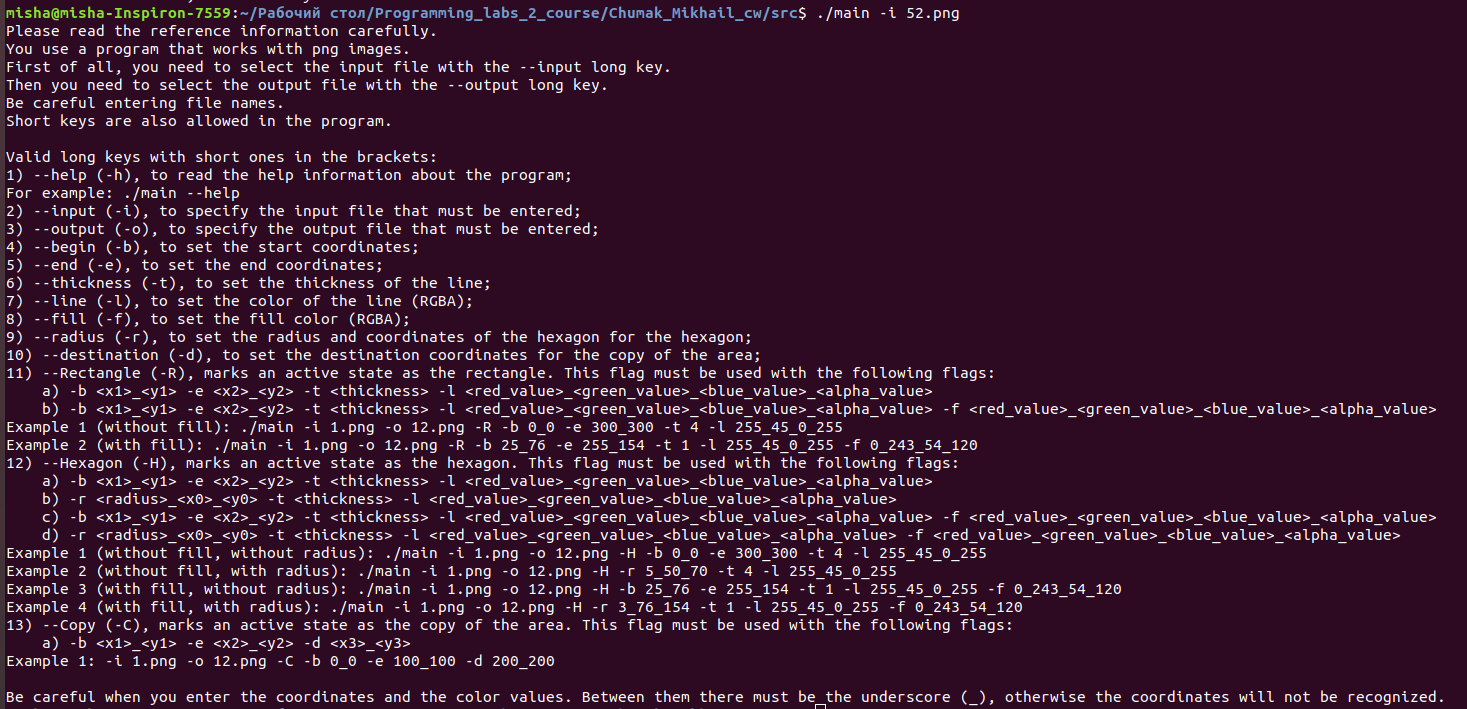 misha@misha-Inspiron-7559:~/Рабочий стол/Programming_labs_2_course/Chumak_Mikhail_cw/src$ ./main -i 52.png
Please read the reference information carefully.
You use a program that works with png images.
First of all, you need to select the input file with the --input long key.
Then you need to select the output file with the --output long key.
Be careful entering file names.
Short keys are also allowed in the program.

Valid long keys with short ones in the brackets:
1) --help (-h), to read the help information about the program;
For example: ./main --help
2) --input (-i), to specify the input file that must be entered;
3) --output (-o), to specify the output file that must be entered;
4) --begin (-b), to set the start coordinates;
5) --end (-e), to set the end coordinates;
6) --thickness (-t), to set the thickness of the line;
7) --line (-l), to set the color of the line (RGBA);
8) --fill (-f), to set the fill color (RGBA);
9) --radius (-r), to set the radius and coordinates of the hexagon for the hexagon;
10) --destination (-d), to set the destination coordinates for the copy of the area;
11) --Rectangle (-R), marks an active state as the rectangle. This flag must be used with the following flags:
    a) -b <x1>_<y1> -e <x2>_<y2> -t <thickness> -l <red_value>_<green_value>_<blue_value>_<alpha_value>
    b) -b <x1>_<y1> -e <x2>_<y2> -t <thickness> -l <red_value>_<green_value>_<blue_value>_<alpha_value> -f <red_value>_<green_value>_<blue_value>_<alpha_value>
Example 1 (without fill): ./main -i 1.png -o 12.png -R -b 0_0 -e 300_300 -t 4 -l 255_45_0_255
Example 2 (with fill): ./main -i 1.png -o 12.png -R -b 25_76 -e 255_154 -t 1 -l 255_45_0_255 -f 0_243_54_120
12) --Hexagon (-H), marks an active state as the hexagon. This flag must be used with the following flags:
    a) -b <x1>_<y1> -e <x2>_<y2> -t <thickness> -l <red_value>_<green_value>_<blue_value>_<alpha_value>
    b) -r <radius>_<x0>_<y0> -t <thickness> -l <red_value>_<green_value>_<blue_value>_<alpha_value>
    c) -b <x1>_<y1> -e <x2>_<y2> -t <thickness> -l <red_value>_<green_value>_<blue_value>_<alpha_value> -f <red_value>_<green_value>_<blue_value>_<alpha_value>
    d) -r <radius>_<x0>_<y0> -t <thickness> -l <red_value>_<green_value>_<blue_value>_<alpha_value> -f <red_value>_<green_value>_<blue_value>_<alpha_value>
Example 1 (without fill, without radius): ./main -i 1.png -o 12.png -H -b 0_0 -e 300_300 -t 4 -l 255_45_0_255
Example 2 (without fill, with radius): ./main -i 1.png -o 12.png -H -r 5_50_70 -t 4 -l 255_45_0_255
Example 3 (with fill, without radius): ./main -i 1.png -o 12.png -H -b 25_76 -e 255_154 -t 1 -l 255_45_0_255 -f 0_243_54_120
Example 4 (with fill, with radius): ./main -i 1.png -o 12.png -H -r 3_76_154 -t 1 -l 255_45_0_255 -f 0_243_54_120
13) --Copy (-C), marks an active state as the copy of the area. This flag must be used with the following flags:
    a) -b <x1>_<y1> -e <x2>_<y2> -d <x3>_<y3>
Example 1: -i 1.png -o 12.png -C -b 0_0 -e 100_100 -d 200_200

Be careful when you enter the coordinates and the color values. Between them there must be the underscore (_), otherwise the coordinates will not be recognized.